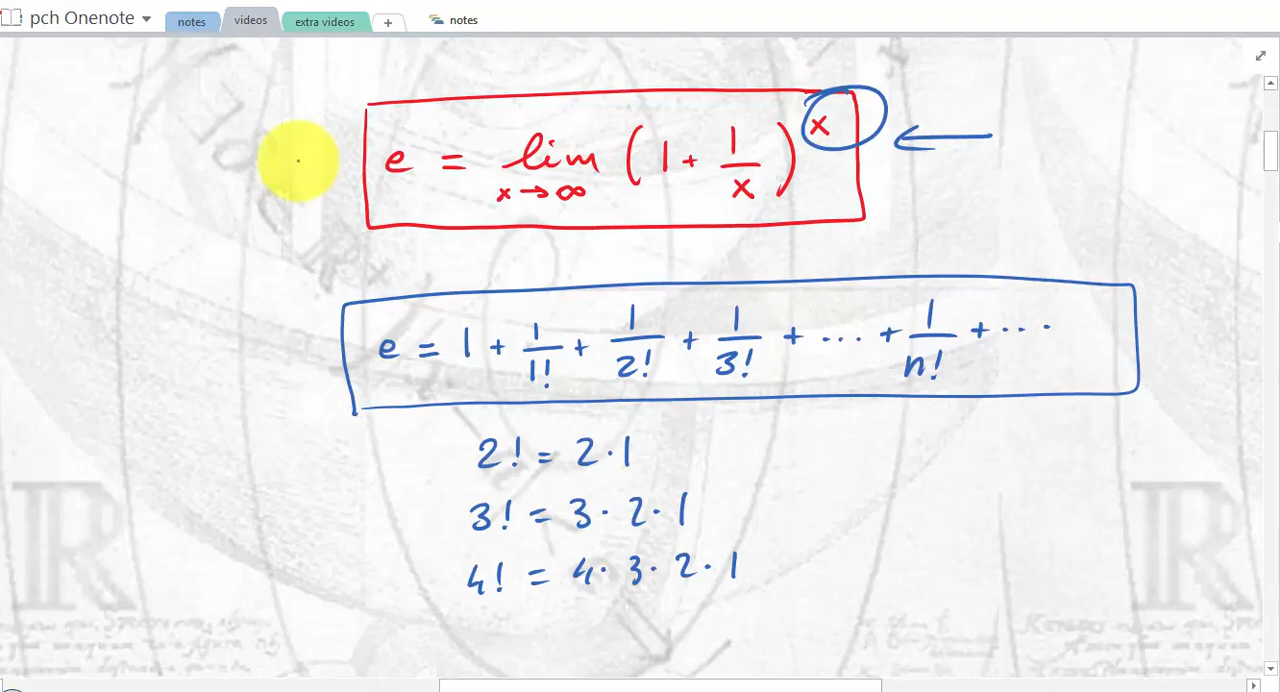 pch Onenote notes videos extra videos + notes
e = lim x→∞ (1 + 1/x)^x
e = 1 + 1/1! + 1/2! + 1/3! + ... + 1/n! + ...
2! = 2·1
3! = 3·2·1
4! = 4·3·2·1
R R